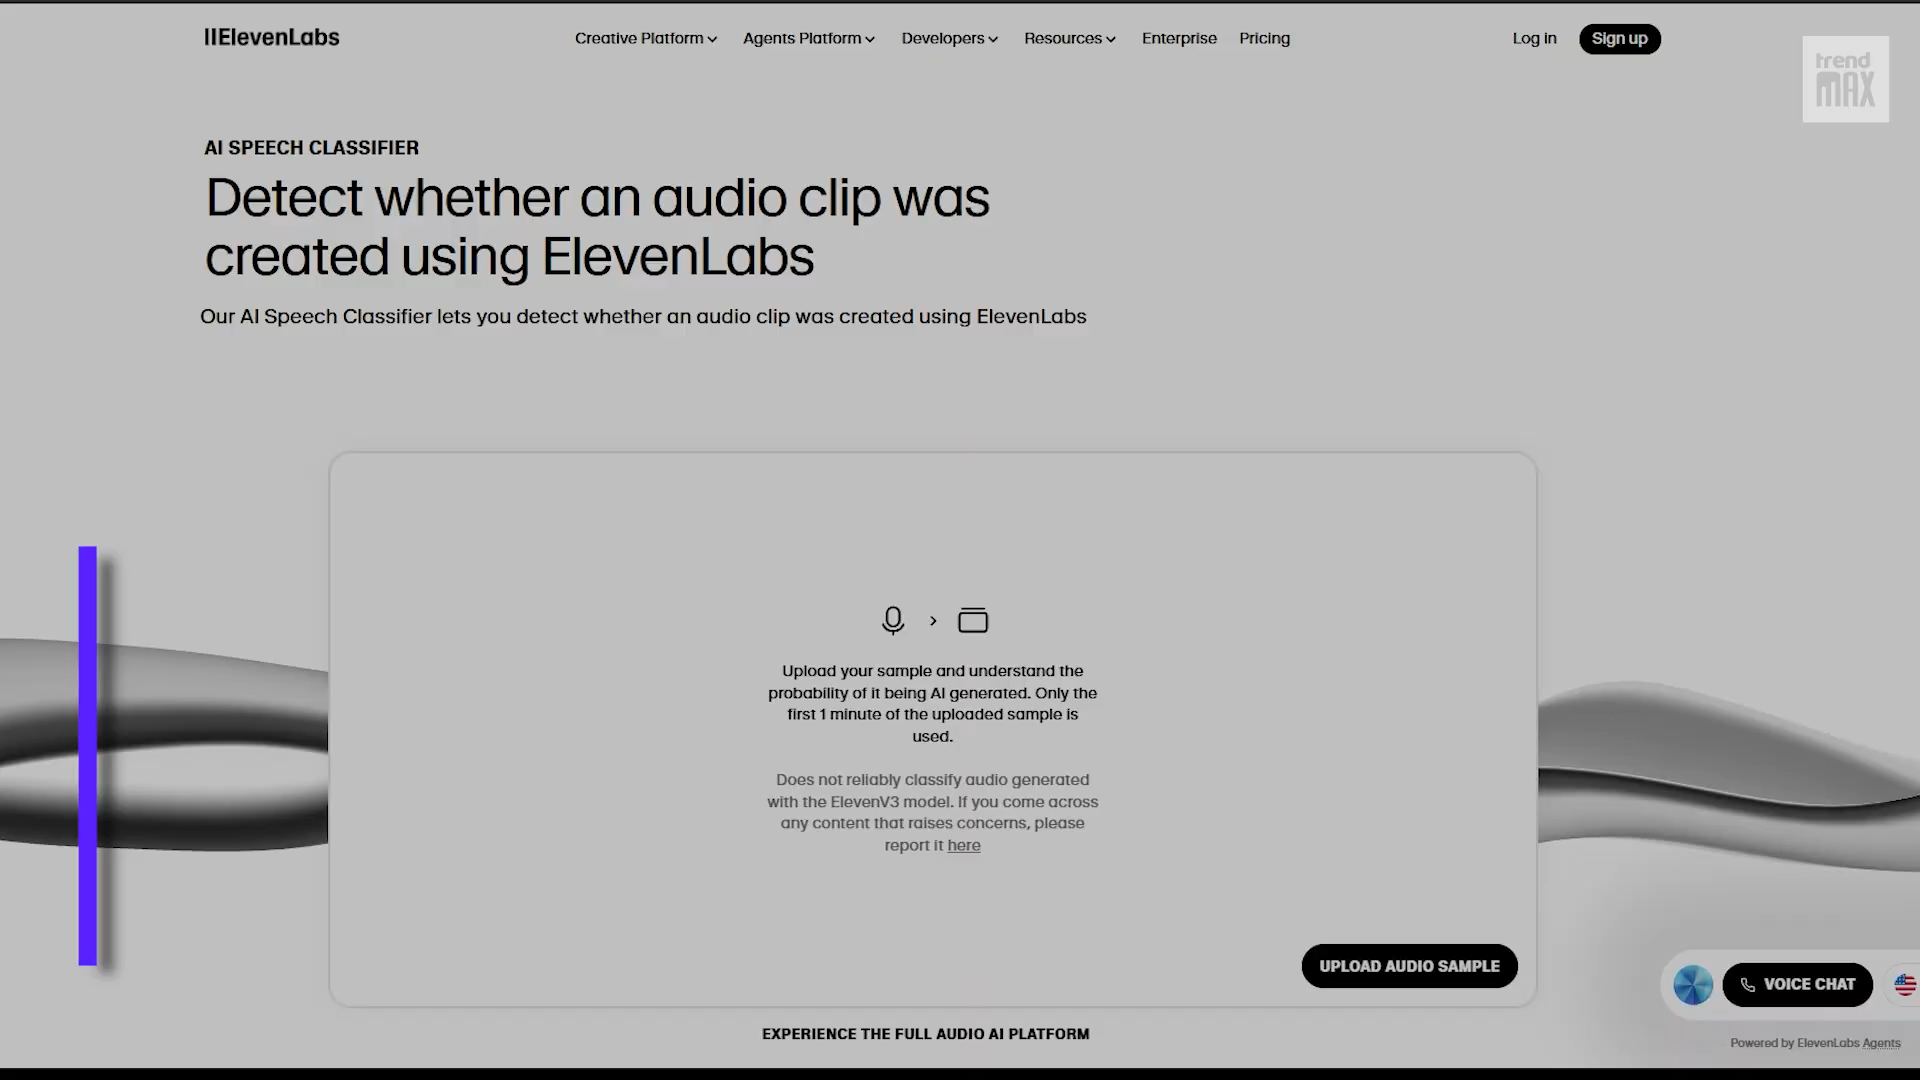 IIElevenLabs
Creative Platform
Agents Platform
Developers
Resources
Enterprise
Pricing
Log in
Sign up
trend
MAX
AI SPEECH CLASSIFIER
Detect whether an audio clip was
created using ElevenLabs
Our AI Speech Classifier lets you detect whether an audio clip was created using ElevenLabs
Upload your sample and understand the
probability of it being AI generated. Only the
first 1 minute of the uploaded sample is
used.
Does not reliably classify audio generated
with the ElevenV3 model. If you come across
any content that raises concerns, please
report it here
UPLOAD AUDIO SAMPLE
VOICE CHAT
EXPERIENCE THE FULL AUDIO AI PLATFORM
Powered by ElevenLabs Agents